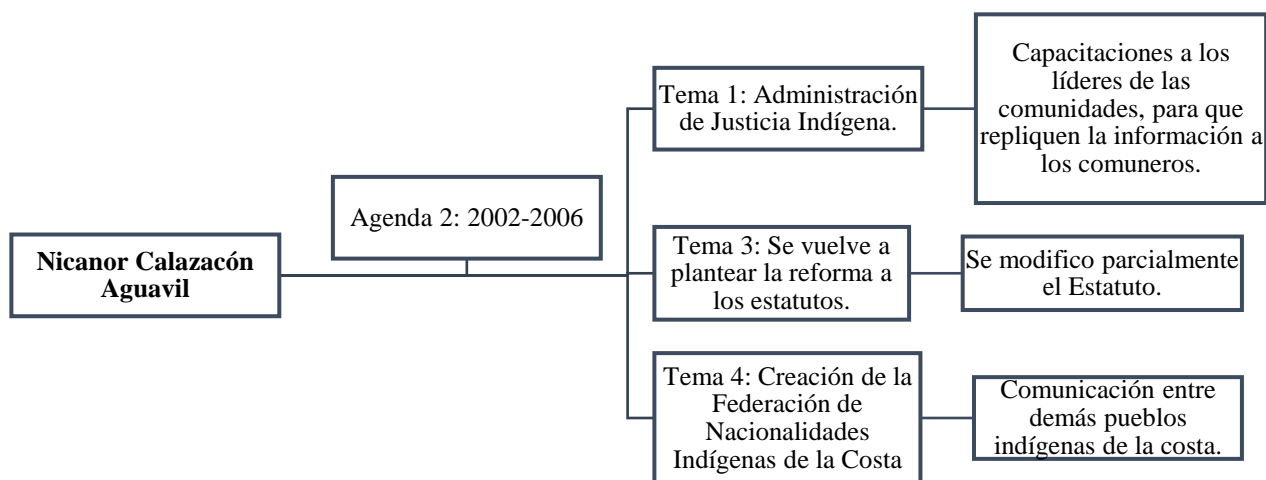 Nicanor Calazacón
Aguavil
Agenda 2: 2002-2006
Tema 1: Administración
de Justicia Indígena.
Capacitaciones a los
líderes de las
comunidades, para que
repliquen la información a
los comuneros.
Tema 3: Se vuelve a
plantear la reforma a
los estatutos.
Se modifico parcialmente
el Estatuto.
Tema 4: Creación de la
Federación de
Nacionalidades
Indígenas de la Costa
Comunicación entre
demás pueblos
indígenas de la costa.